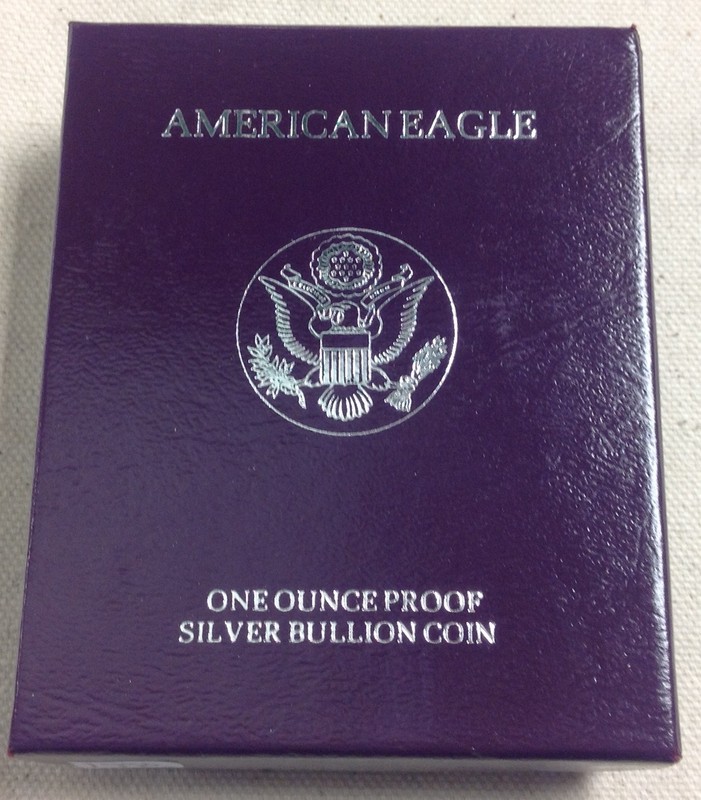 AMERICAN EAGLE
ONE OUNCE PROOF
SILVER BULLION COIN